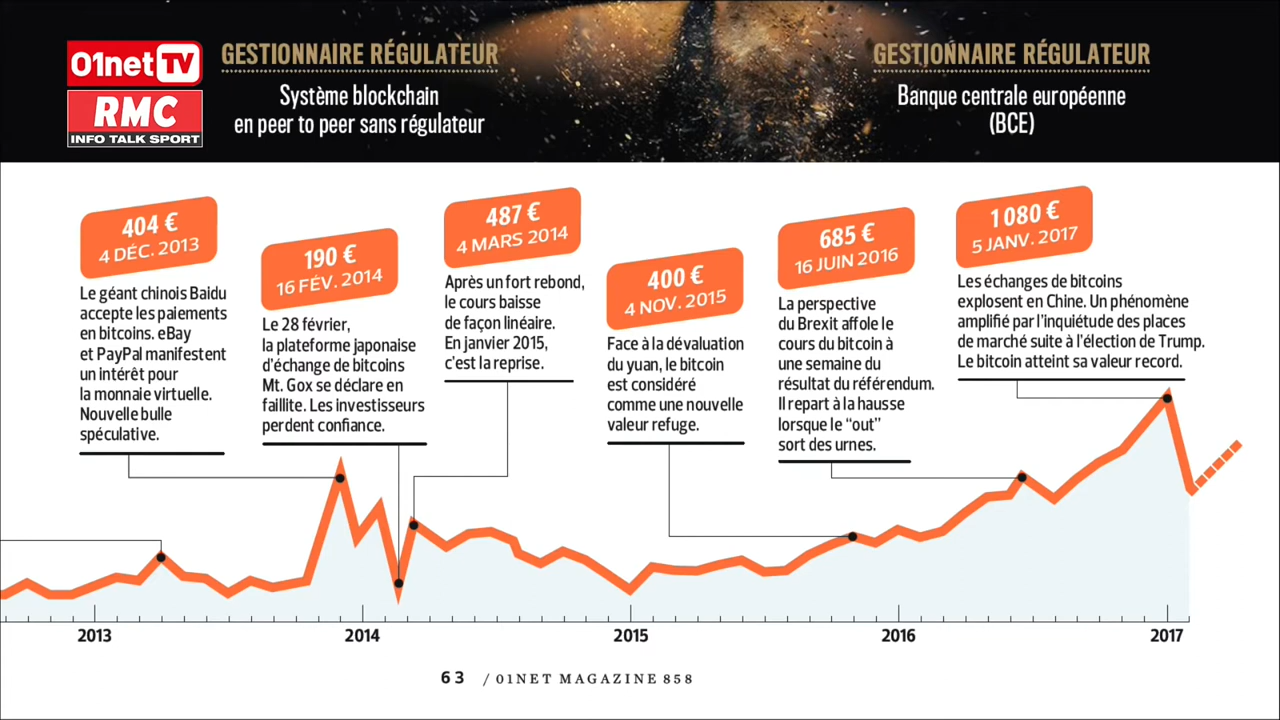 01net TV
RMC
INFO TALK SPORT
GESTIONNAIRE RÉGULATEUR
Système blockchain
en peer to peer sans régulateur
GESTIONNAIRE RÉGULATEUR
Banque centrale européenne
(BCE)
404 €
4 DÉC. 2013
Le géant chinois Baidu
accepte les paiements
en bitcoins. eBay
et PayPal manifestent
un intérêt pour
la monnaie virtuelle.
Nouvelle bulle
spéculative.
190 €
16 FÉV. 2014
Le 28 février,
la plateforme japonaise
d'échange de bitcoins
Mt. Gox se déclare en
faillite. Les investisseurs
perdent confiance.
487 €
4 MARS 2014
Après un fort rebond,
le cours baisse
de façon linéaire.
En janvier 2015,
c'est la reprise.
400 €
4 NOV. 2015
Face à la dévaluation
du yuan, le bitcoin
est considéré
comme une nouvelle
valeur refuge.
685 €
16 JUIN 2016
La perspective
du Brexit affole le
cours du bitcoin à
une semaine du
résultat du référendum.
Il repart à la hausse
lorsque le “out”
sort des urnes.
1 080 €
5 JANV. 2017
Les échanges de bitcoins
explosent en Chine. Un phénomène
amplifié par l'inquiétude des places
de marché suite à l'élection de Trump.
Le bitcoin atteint sa valeur record.
2013 2014 2015 2016 2017
63 / 01NET MAGAZINE 858